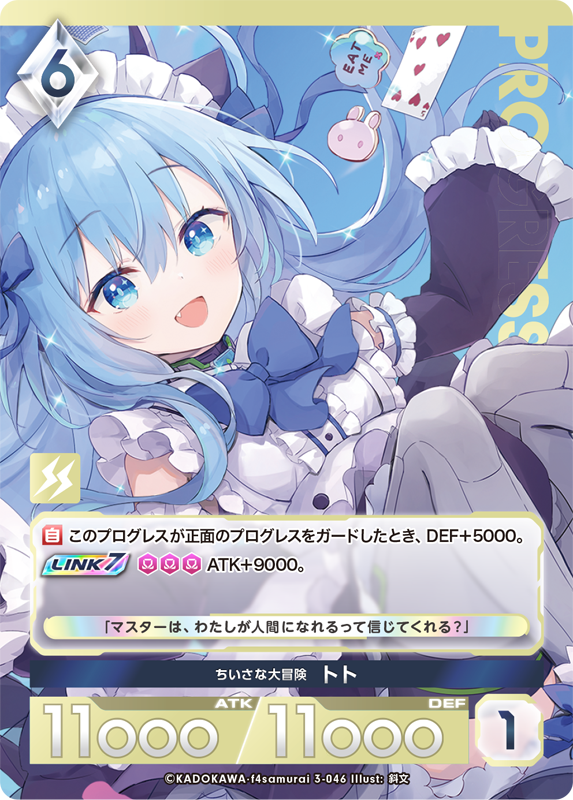 6
EAT
ME
5
PROGRESS
自 このプログレスが正面のプログレスをガードしたとき、DEF+5000。
LINK7 ATK+9000。
「マスターは、わたしが人間になれるって信じてくれる？」
ちいさな大冒険 トト
ATK DEF
11000 / 11000 1
©KADOKAWA・f4samurai 3-046 Illust: 斜文